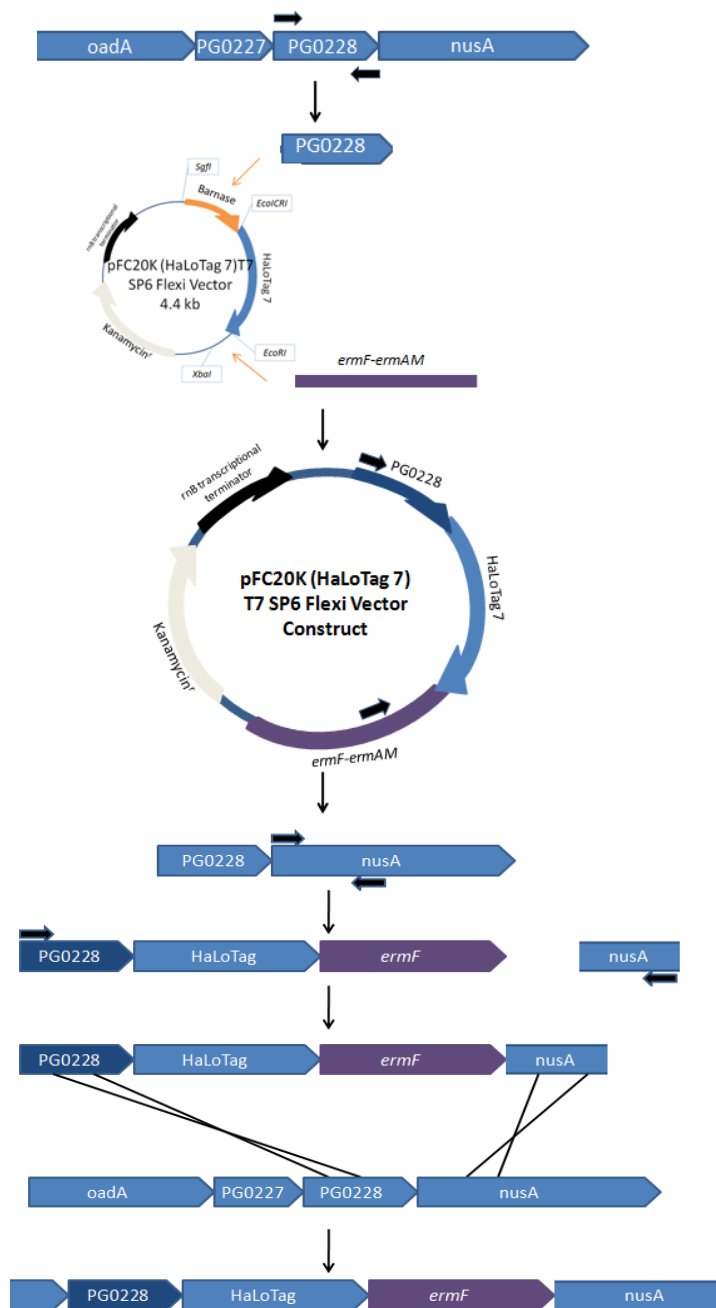 oadA PG0227 PG0228 nusA
PG0228
SgfI
Barnase
EcoICRI
rnB transcriptional
terminator
pFC20K (HaLoTag 7)T7
SP6 Flexi Vector
4.4 kb
HaLoTag 7
Kanamycinʳ
EcoRI
XbaI
ermF-ermAM
rnB transcriptional
terminator
PG0228
pFC20K (HaLoTag 7)
T7 SP6 Flexi Vector
Construct
HaLoTag 7
Kanamycinʳ
ermF-ermAM
PG0228 nusA
PG0228 HaLoTag ermF nusA
PG0228 HaLoTag ermF nusA
oadA PG0227 PG0228 nusA
PG0228 HaLoTag ermF nusA